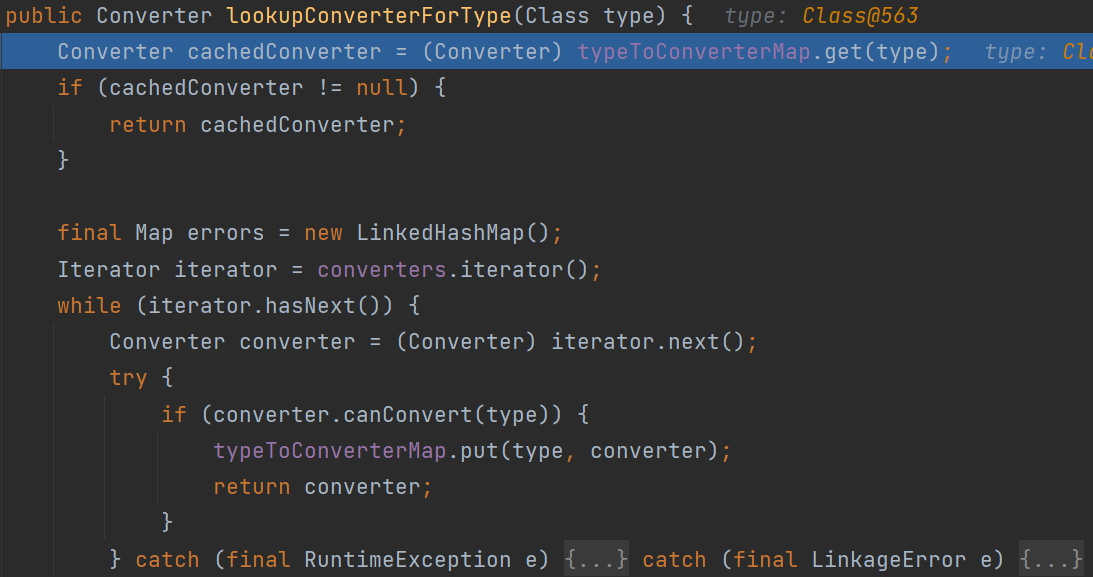 public Converter lookupConverterForType(Class type) {  type: Class@563
    Converter cachedConverter = (Converter) typeToConverterMap.get(type);  type:
    if (cachedConverter != null) {
        return cachedConverter;
    }
    final Map errors = new LinkedHashMap();
    Iterator iterator = converters.iterator();
    while (iterator.hasNext()) {
        Converter converter = (Converter) iterator.next();
        try {
            if (converter.canConvert(type)) {
                typeToConverterMap.put(type, converter);
                return converter;
            }
        } catch (final RuntimeException e) {...} catch (final LinkageError e) {...}